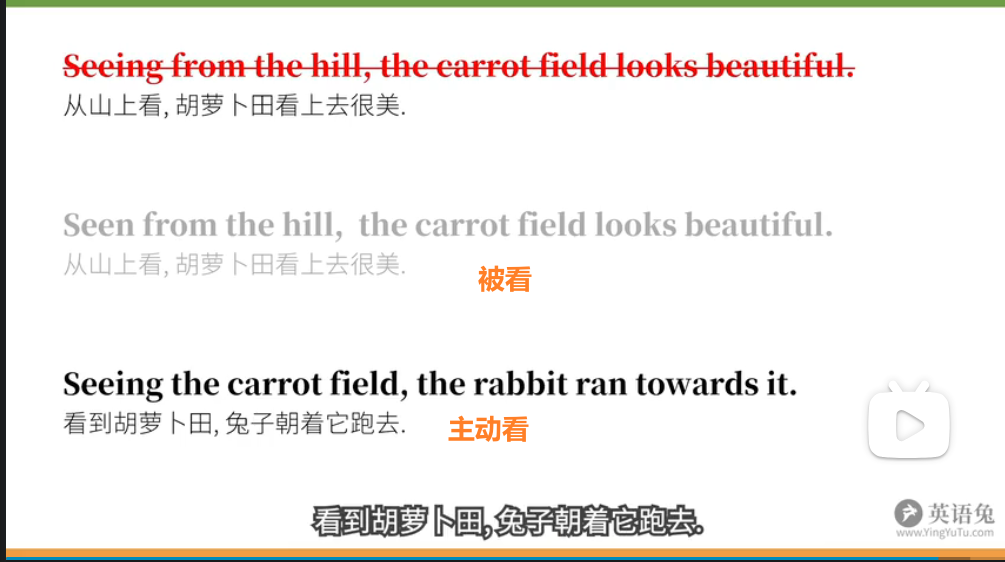 Seeing from the hill, the carrot field looks beautiful.
从山上看, 胡萝卜田看上去很美.
Seen from the hill, the carrot field looks beautiful.
从山上看, 胡萝卜田看上去很美.
被看
Seeing the carrot field, the rabbit ran towards it.
看到胡萝卜田, 兔子朝着它跑去.
主动看
看到胡萝卜田, 兔子朝着它跑去.
英语兔
www.YingYuTu.com